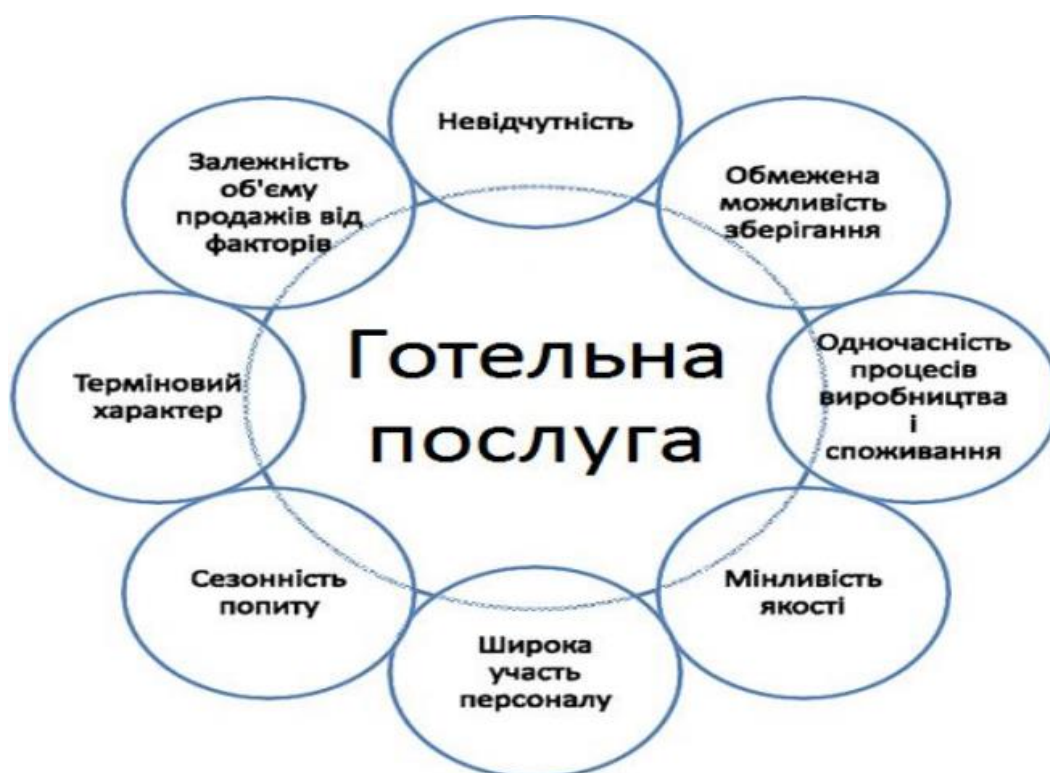 Невідчутність
Обмежена
можливість
зберігання
Одночасність
процесів
виробництва
і
споживання
Мінливість
якості
Широка
участь
персоналу
Сезонність
попиту
Терміновий
характер
Залежність
об'єму
продажів від
факторів
Готельна
послуга